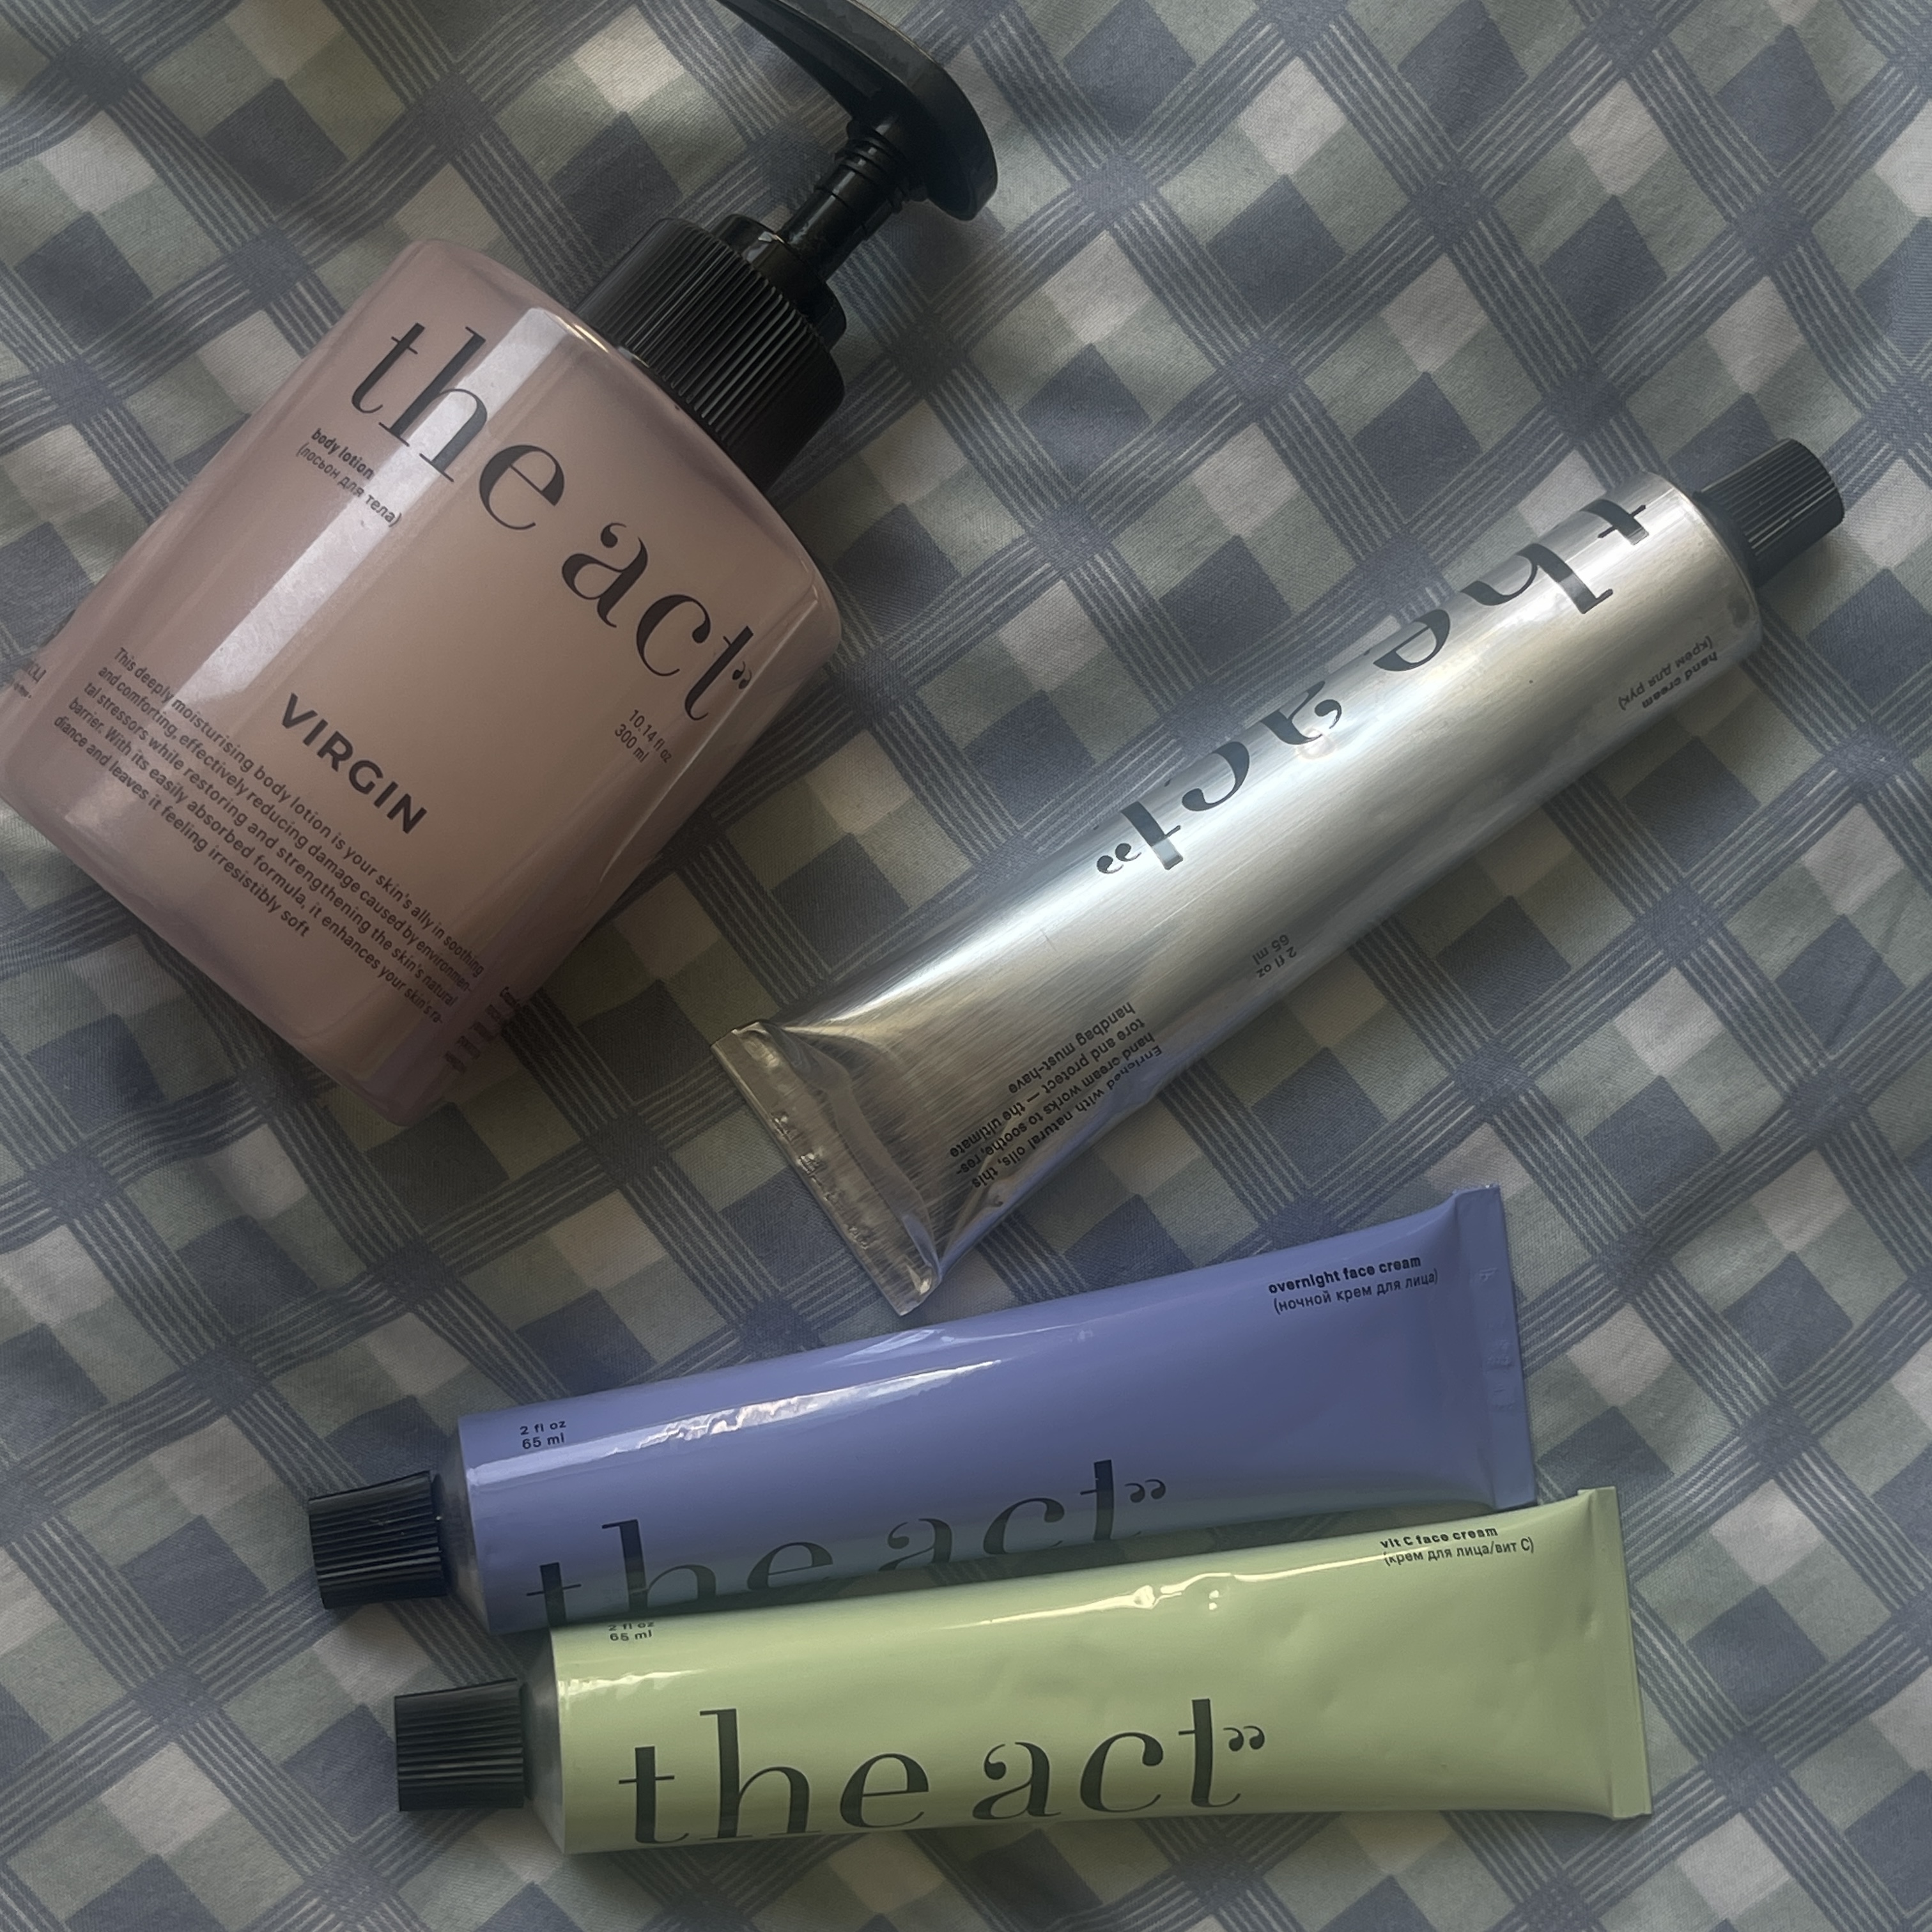 the act”
body lotion
(лосьон для тела)
10.14 fl oz
300 ml
VIRGIN
This deeply moisturising body lotion is your skin's ally in soothing
and comforting, effectively reducing damage caused by environmen-
tal stressors while restoring and strengthening the skin's natural
barrier. With its easily absorbed formula, it enhances your skin's ra-
diance and leaves it feeling irresistibly soft
the act”
hand cream
(крем для рук)
2 fl oz
65 ml
Enriched with natural oils, this
hand cream works to soothe, res-
tore and protect — the ultimate
handbag must-have
overnight face cream
(ночной крем для лица)
2 fl oz
65 ml
the act”
vit C face cream
(крем для лица/вит C)
2 fl oz
65 ml
the act”